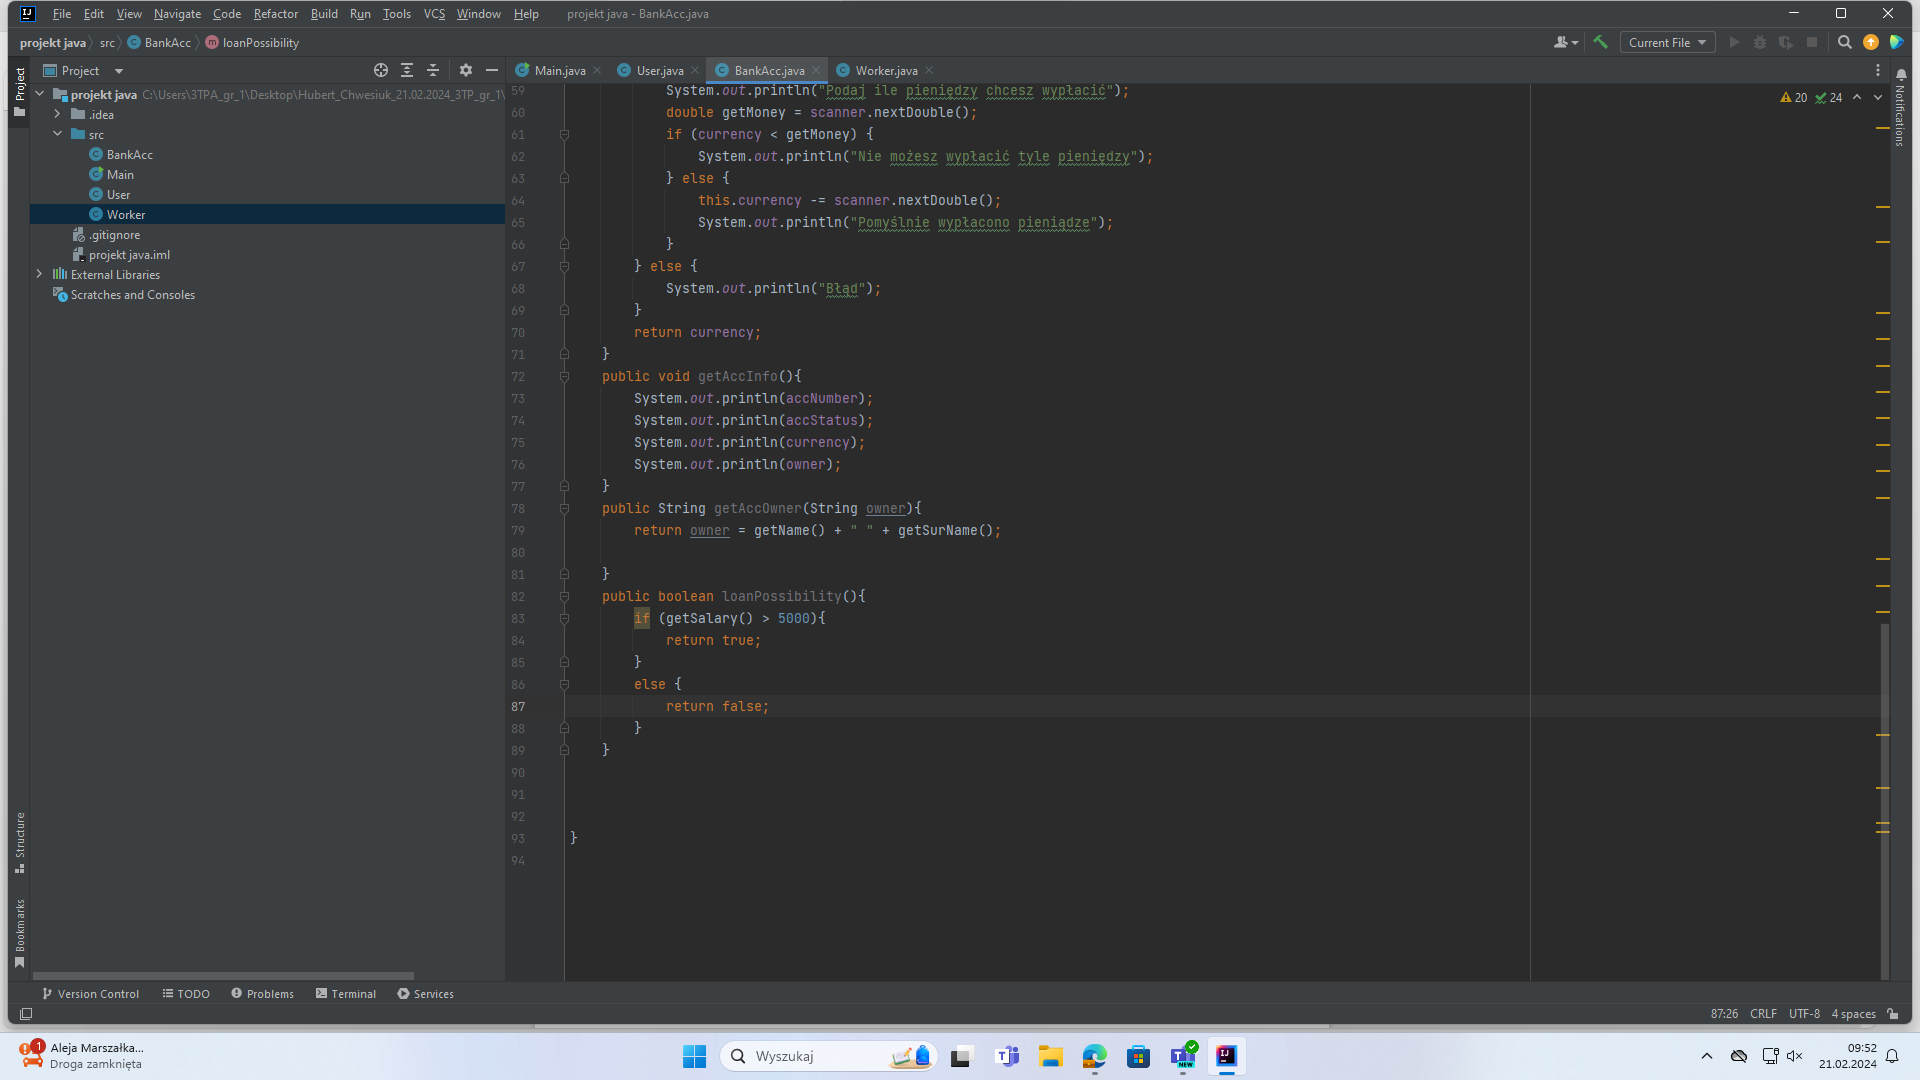 File Edit View Navigate Code Refactor Build Run Tools VCS Window Help projekt java - BankAcc.java
projekt java src BankAcc loanPossibility
Current File
Project
Main.java User.java BankAcc.java Worker.java
projekt java C:\Users\3TPA_gr_1\Desktop\Hubert_Chwesiuk_21.02.2024_3TP_gr_1\
.idea
src
BankAcc
Main
User
Worker
.gitignore
projekt java.iml
External Libraries
Scratches and Consoles
Project
Structure
Bookmarks
Notifications
20 24
59 System.out.println("Podaj ile pieniędzy chcesz wypłacić");
60 double getMoney = scanner.nextDouble();
61 if (currency < getMoney) {
62 System.out.println("Nie możesz wypłacić tyle pieniędzy");
63 } else {
64 this.currency -= scanner.nextDouble();
65 System.out.println("Pomyślnie wypłacono pieniądze");
66 }
67 } else {
68 System.out.println("Błąd");
69 }
70 return currency;
71 }
72 public void getAccInfo(){
73 System.out.println(accNumber);
74 System.out.println(accStatus);
75 System.out.println(currency);
76 System.out.println(owner);
77 }
78 public String getAccOwner(String owner){
79 return owner = getName() + " " + getSurName();
80
81 }
82 public boolean loanPossibility(){
83 if (getSalary() > 5000){
84 return true;
85 }
86 else {
87 return false;
88 }
89 }
90
91
92
93 }
94
Version Control TODO Problems Terminal Services
87:26 CRLF UTF-8 4 spaces
1 Aleja Marszałka...
Droga zamknięta
Wyszukaj
NEW
09:52
21.02.2024